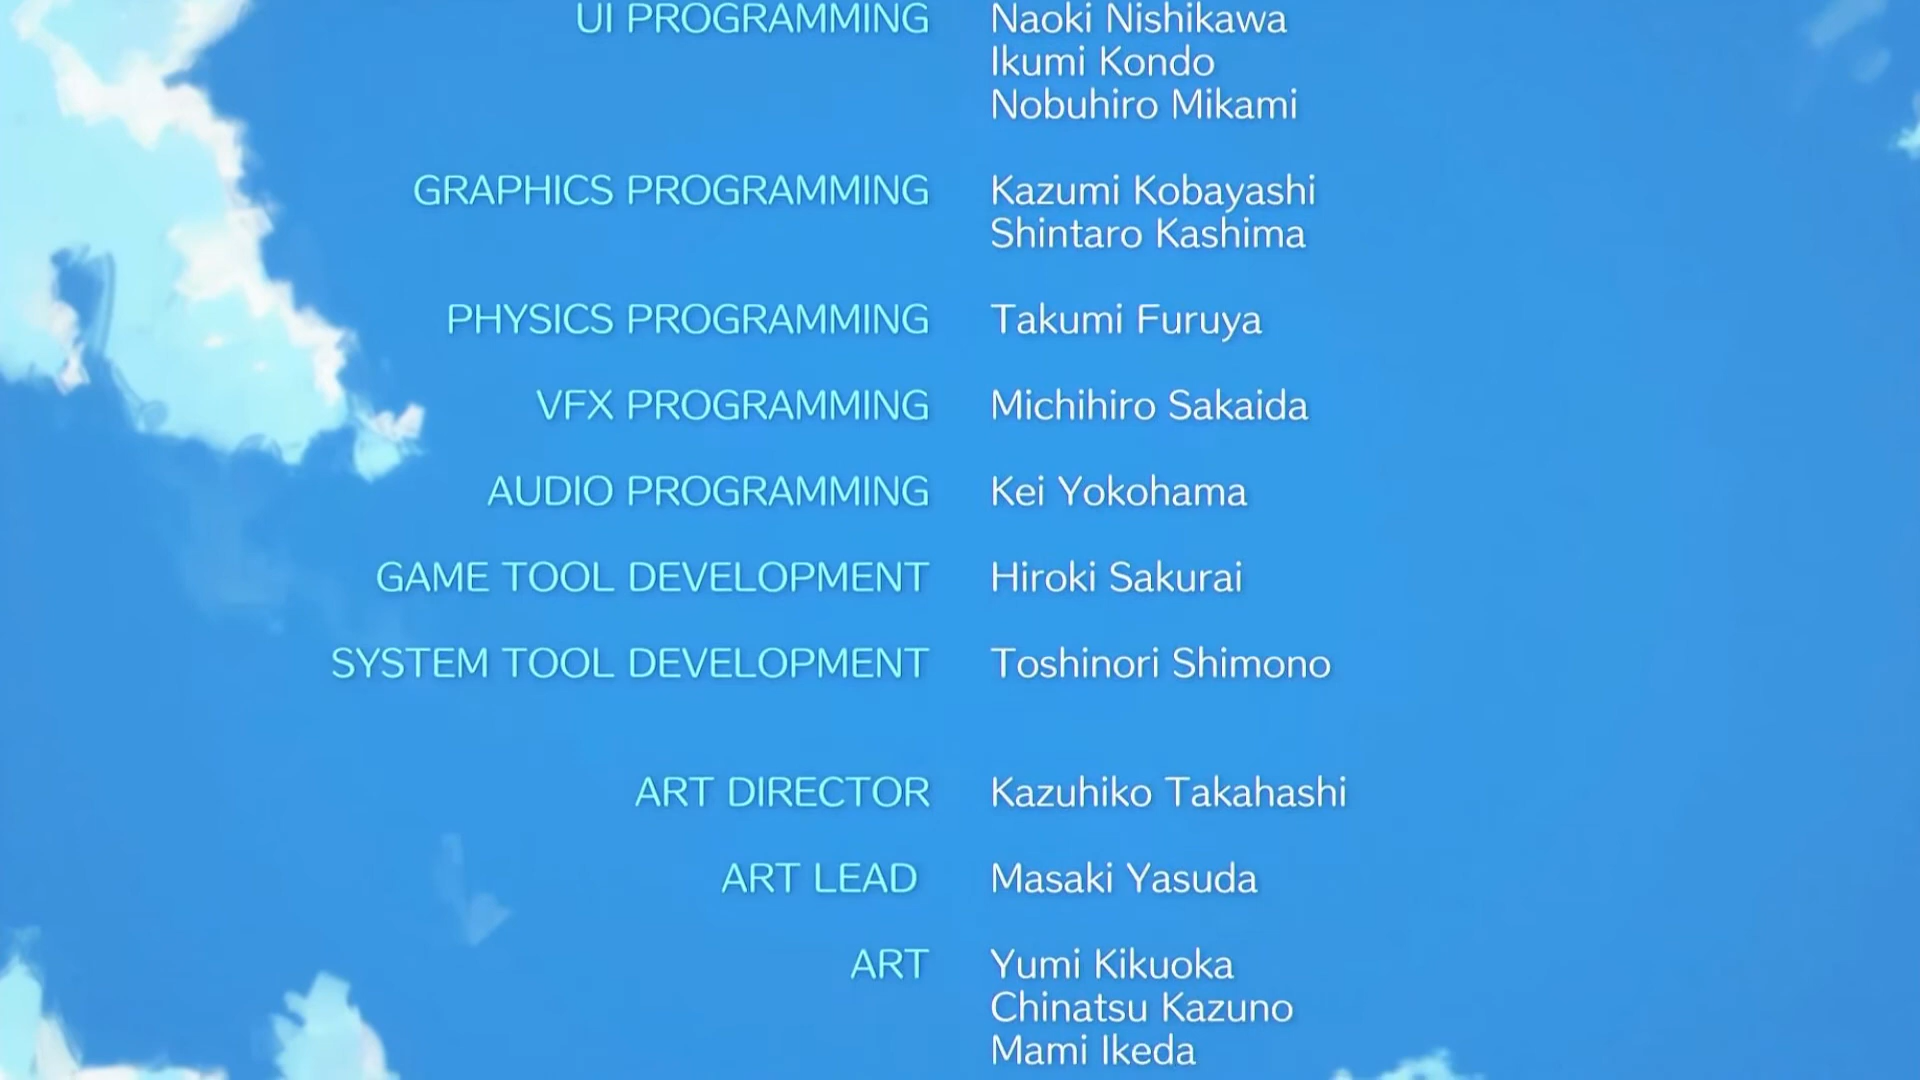 UI PROGRAMMING Naoki Nishikawa
Ikumi Kondo
Nobuhiro Mikami
GRAPHICS PROGRAMMING Kazumi Kobayashi
Shintaro Kashima
PHYSICS PROGRAMMING Takumi Furuya
VFX PROGRAMMING Michihiro Sakaida
AUDIO PROGRAMMING Kei Yokohama
GAME TOOL DEVELOPMENT Hiroki Sakurai
SYSTEM TOOL DEVELOPMENT Toshinori Shimono
ART DIRECTOR Kazuhiko Takahashi
ART LEAD Masaki Yasuda
ART Yumi Kikuoka
Chinatsu Kazuno
Mami Ikeda